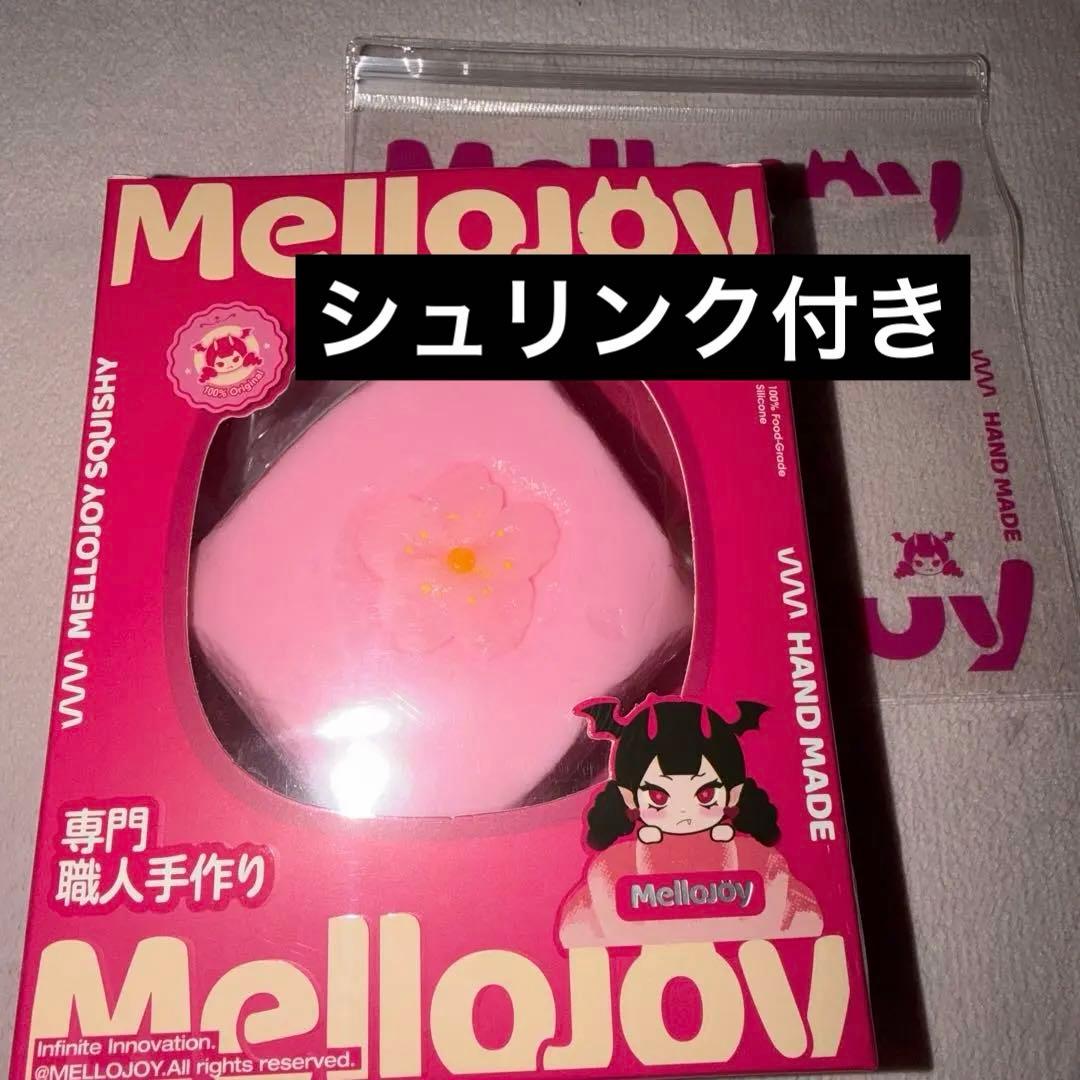 MelloJoy
MelloJoy
シュリンク付き
100% Original
100% Food-Grade
Silicone
MELLOJOY SQUISHY
HAND MADE
HAND MADE
専門
職人手作り
MelloJoy
MelloJoy
Infinite Innovation.
@MELLOJOY.All rights reserved.